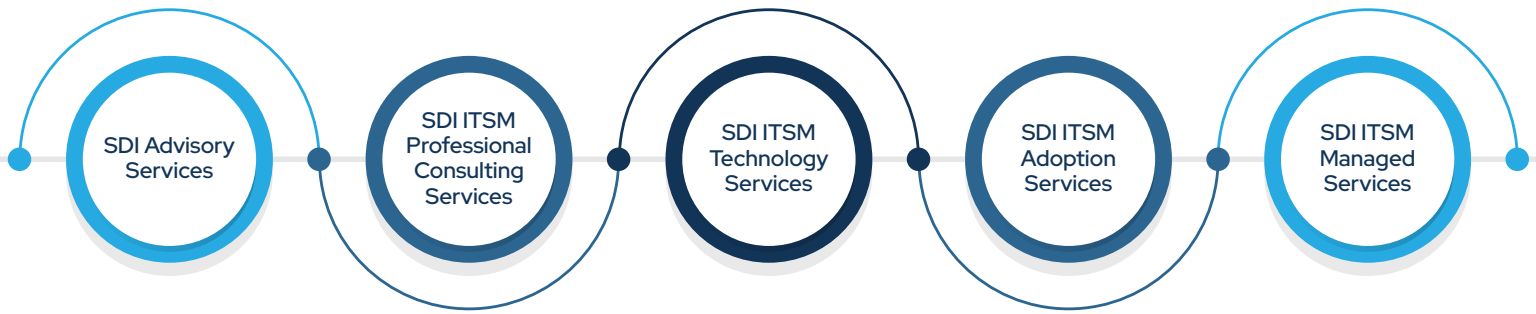 SDI Advisory
Services
SDI ITSM
Professional
Consulting
Services
SDI ITSM
Technology
Services
SDI ITSM
Adoption
Services
SDI ITSM
Managed
Services